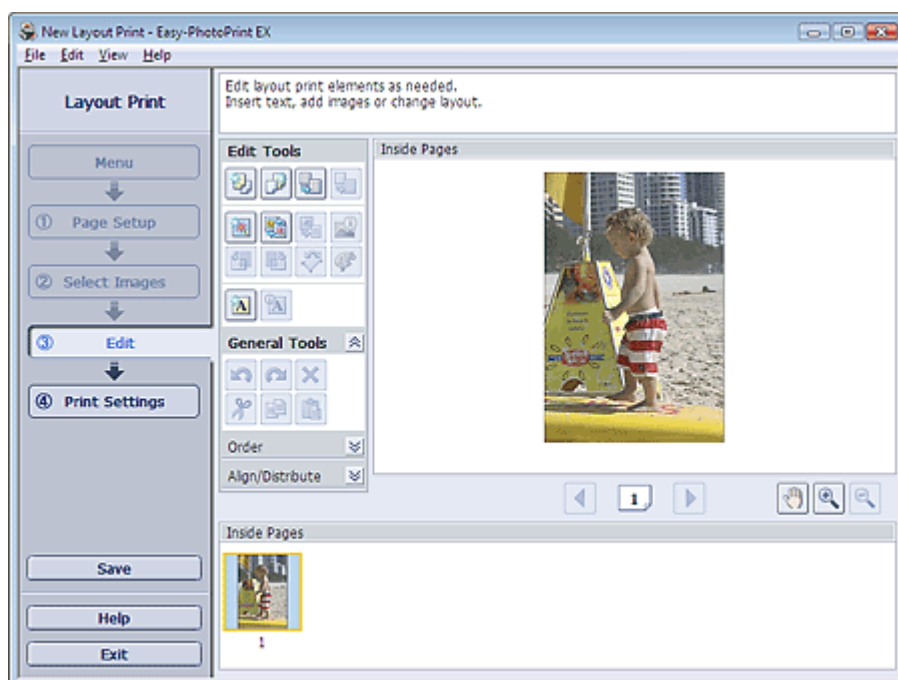 New Layout Print - Easy-PhotoPrint EX
File Edit View Help
Layout Print
Edit layout print elements as needed.
Insert text, add images or change layout.
Menu
① Page Setup
② Select Images
③ Edit
④ Print Settings
Save
Help
Exit
Edit Tools
A A
General Tools
Order
Align/Distribute
Inside Pages
1
Inside Pages
1